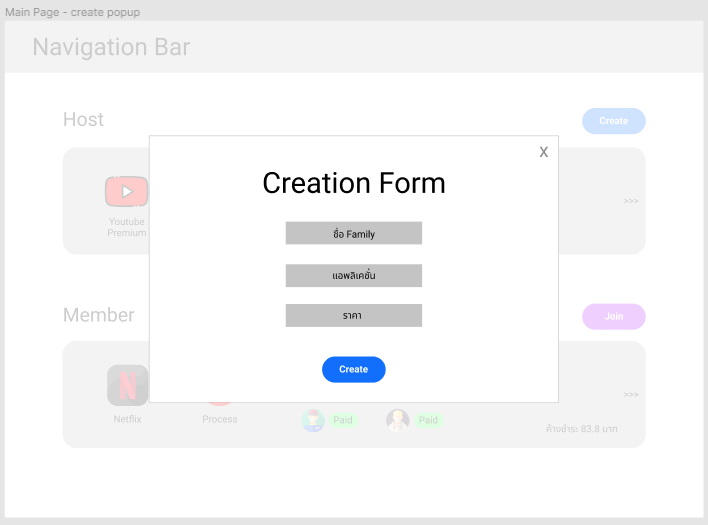 Main Page - create popup
Navigation Bar
Host
Create
X
Creation Form
Youtube
Premium
>>>
ชื่อ Family
แอพลิเคชั่น
ราคา
Member
Join
Create
Netflix
Process
Paid
Paid
>>>
ค้างชำระ 83.8 บาท